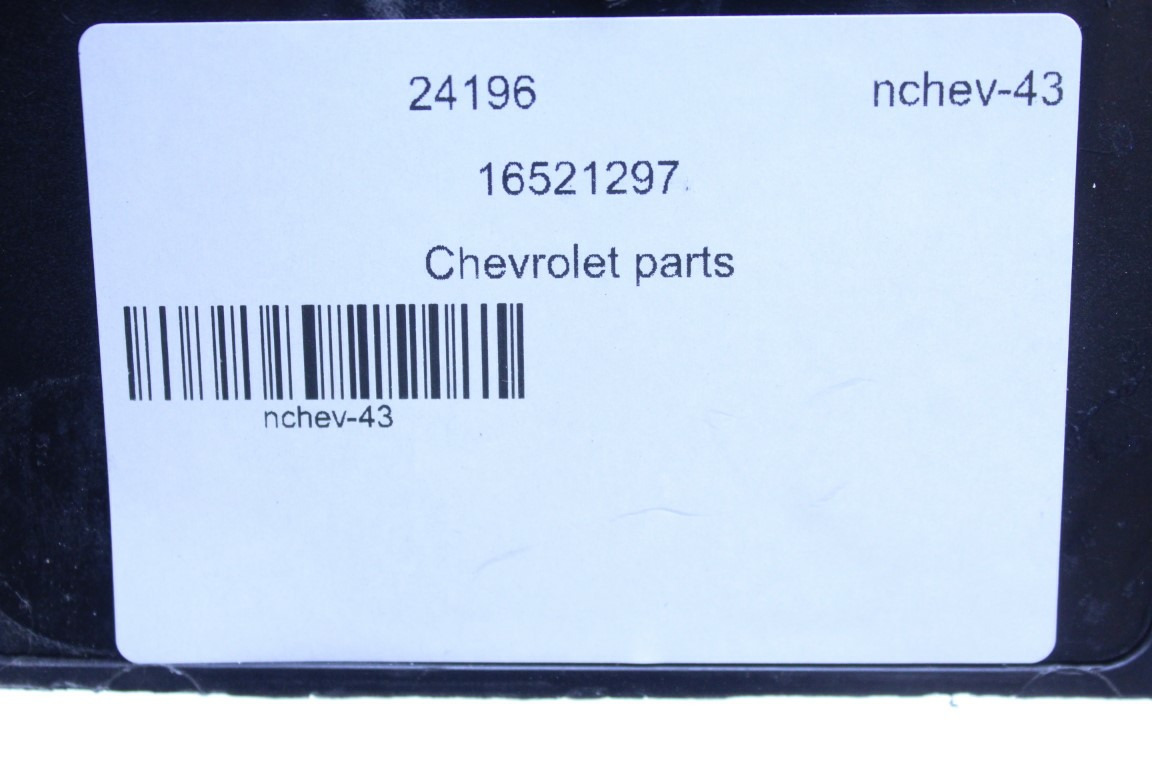 24196 nchev-43
16521297
Chevrolet parts
nchev-43